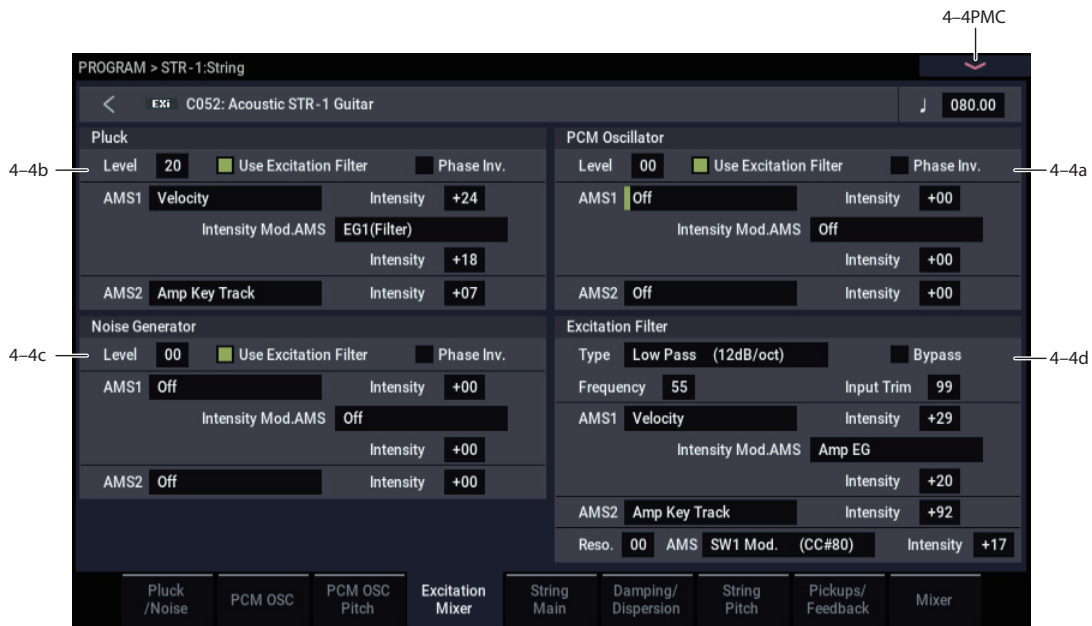 4–4PMC
PROGRAM > STR-1:String
EXi C052: Acoustic STR-1 Guitar ♩ 080.00
Pluck
4–4b
Level 20 Use Excitation Filter Phase Inv.
AMS1 Velocity Intensity +24
Intensity Mod.AMS EG1(Filter)
Intensity +18
AMS2 Amp Key Track Intensity +07
PCM Oscillator
Level 00 Use Excitation Filter Phase Inv.
4–4a
AMS1 Off Intensity +00
Intensity Mod.AMS Off
Intensity +00
AMS2 Off Intensity +00
Noise Generator
4–4c
Level 00 Use Excitation Filter Phase Inv.
AMS1 Off Intensity +00
Intensity Mod.AMS Off
Intensity +00
AMS2 Off Intensity +00
Excitation Filter
Type Low Pass (12dB/oct) Bypass
4–4d
Frequency 55 Input Trim 99
AMS1 Velocity Intensity +29
Intensity Mod.AMS Amp EG
Intensity +20
AMS2 Amp Key Track Intensity +92
Reso. 00 AMS SW1 Mod. (CC#80) Intensity +17
Pluck
/Noise
PCM OSC
PCM OSC
Pitch
Excitation
Mixer
String
Main
Damping/
Dispersion
String
Pitch
Pickups/
Feedback
Mixer